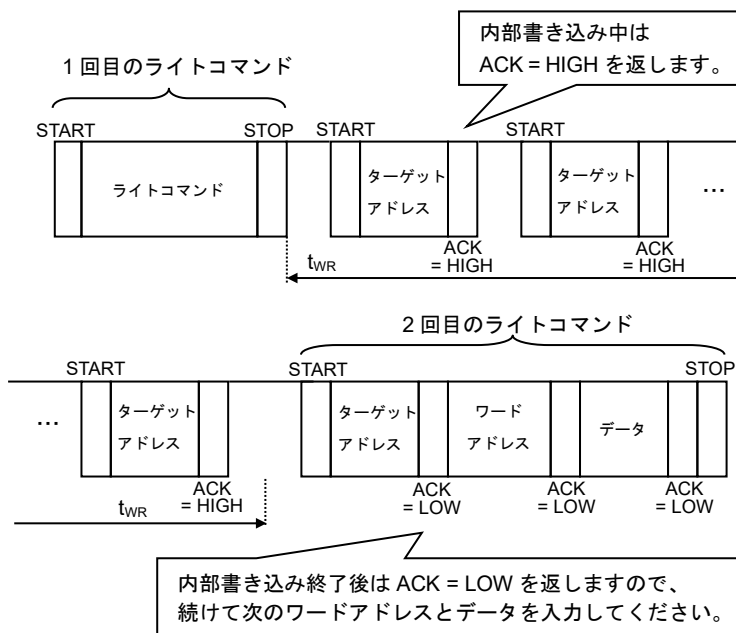 内部書き込み中は
ACK = HIGH を返します。
1 回目のライトコマンド
START STOP START START
ライトコマンド
ターゲット
アドレス
ターゲット
アドレス
...
ACK
= HIGH
ACK
= HIGH
tWR
2 回目のライトコマンド
START START STOP
...
ターゲット
アドレス
ターゲット
アドレス
ワード
アドレス
データ
ACK
= HIGH
ACK
= LOW
ACK
= LOW
ACK
= LOW
tWR
内部書き込み終了後は ACK = LOW を返しますので、
続けて次のワードアドレスとデータを入力してください。